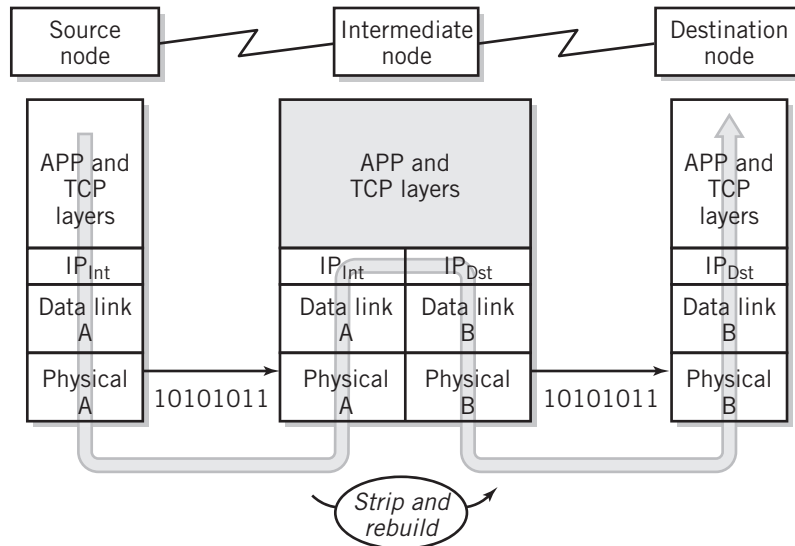 Source
node
Intermediate
node
Destination
node
APP and
TCP
layers
IPInt
Data link
A
Physical
A
10101011
APP and
TCP layers
IPInt
IPDst
Data link
A
Data link
B
Physical
A
Physical
B
10101011
APP and
TCP
layers
IPDst
Data link
B
Physical
B
Strip and
rebuild